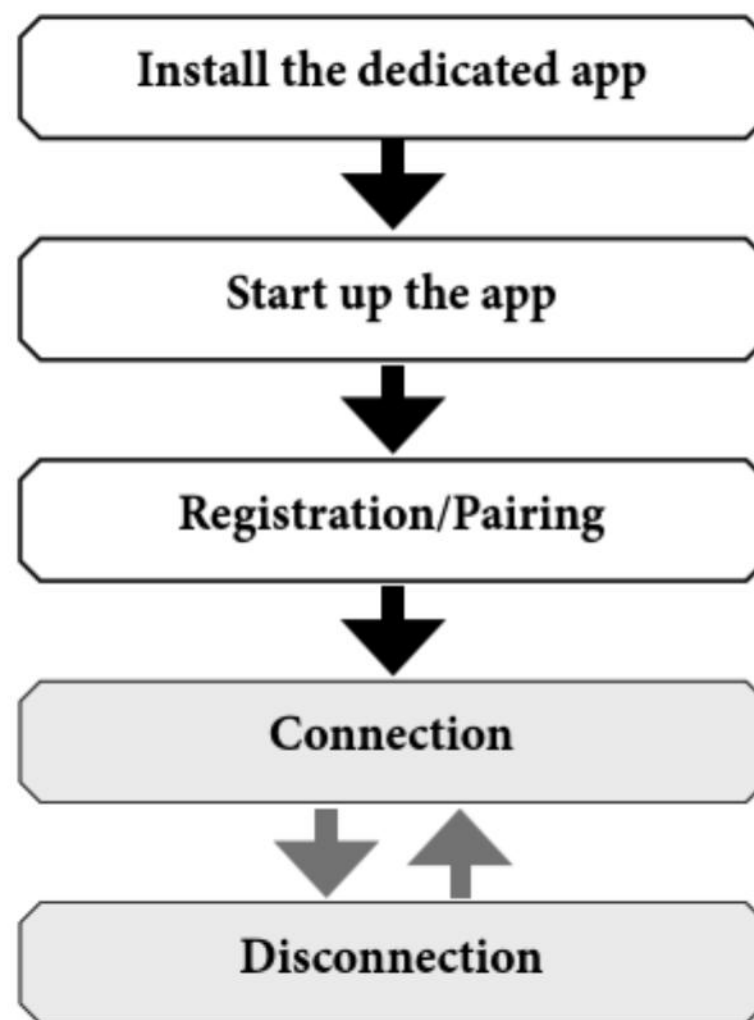 Install the dedicated app
Start up the app
Registration/Pairing
Connection
Disconnection